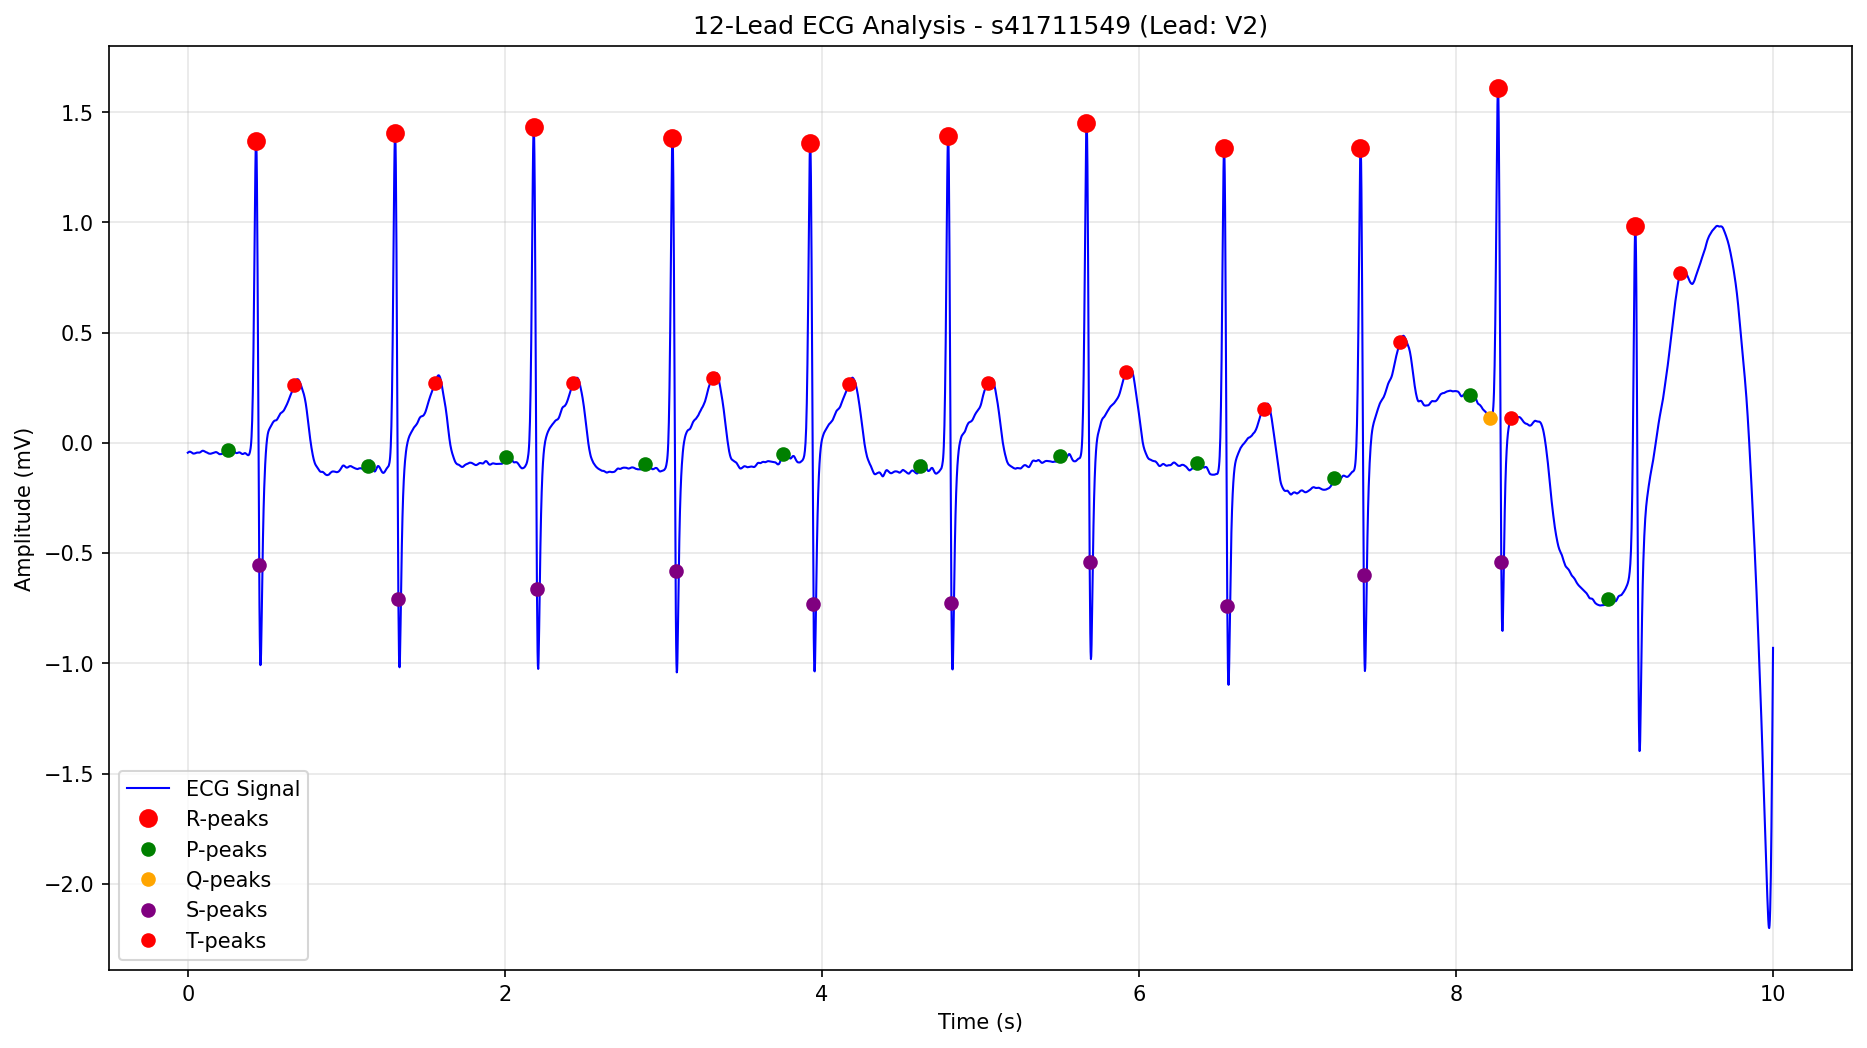 12-Lead ECG Analysis - s41711549 (Lead: V2)
Amplitude (mV)
1.5
1.0
0.5
0.0
−0.5
−1.0
−1.5
−2.0
ECG Signal
R-peaks
P-peaks
Q-peaks
S-peaks
T-peaks
0 2 4 6 8 10
Time (s)